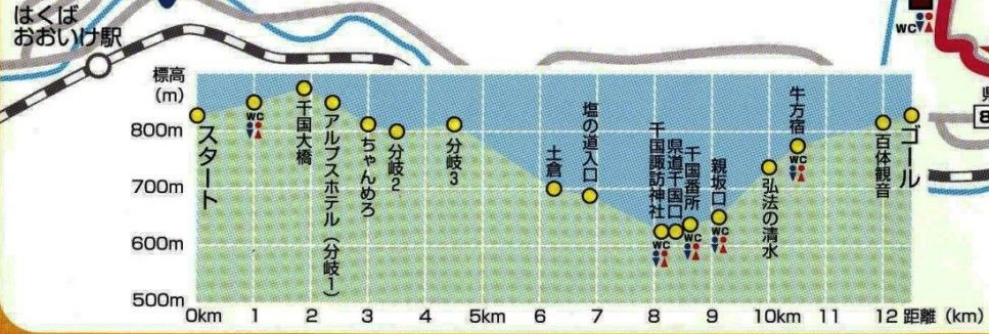 はくば
おおいけ駅
WC
県
8
標高
(m)
800m
700m
600m
500m
スタート
WC
千国大橋
アルプスホテル(分岐1)
ちゃんめろ
分岐2
分岐3
土倉
塩の道入口
千国諏訪神社
WC
県道千国口
千国番所
WC
親坂口
WC
弘法の清水
牛方宿
WC
百体観音
ゴール
0km 1 2 3 4 5km 6 7 8 9 10km 11 12 距離(km)